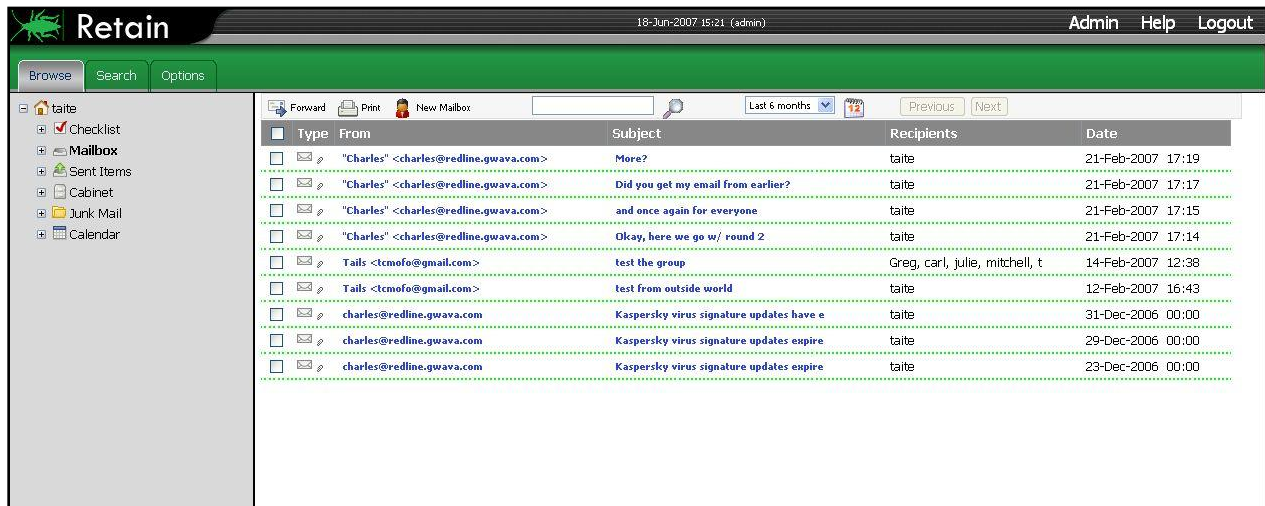 Retain
18-Jun-2007 15:21 (admin)
Admin Help Logout
Browse Search Options
taite
Checklist
Mailbox
Sent Items
Cabinet
Junk Mail
Calendar
Forward Print New Mailbox Last 6 months 12 Previous Next
Type From Subject Recipients Date
"Charles" <charles@redline.gwava.com> More? taite 21-Feb-2007 17:19
"Charles" <charles@redline.gwava.com> Did you get my email from earlier? taite 21-Feb-2007 17:17
"Charles" <charles@redline.gwava.com> and once again for everyone taite 21-Feb-2007 17:15
"Charles" <charles@redline.gwava.com> Okay, here we go w/ round 2 taite 21-Feb-2007 17:14
Tails <tcmofo@gmail.com> test the group Greg, carl, julie, mitchell, t 14-Feb-2007 12:38
Tails <tcmofo@gmail.com> test from outside world taite 12-Feb-2007 16:43
charles@redline.gwava.com Kaspersky virus signature updates have e taite 31-Dec-2006 00:00
charles@redline.gwava.com Kaspersky virus signature updates expire taite 29-Dec-2006 00:00
charles@redline.gwava.com Kaspersky virus signature updates expire taite 23-Dec-2006 00:00